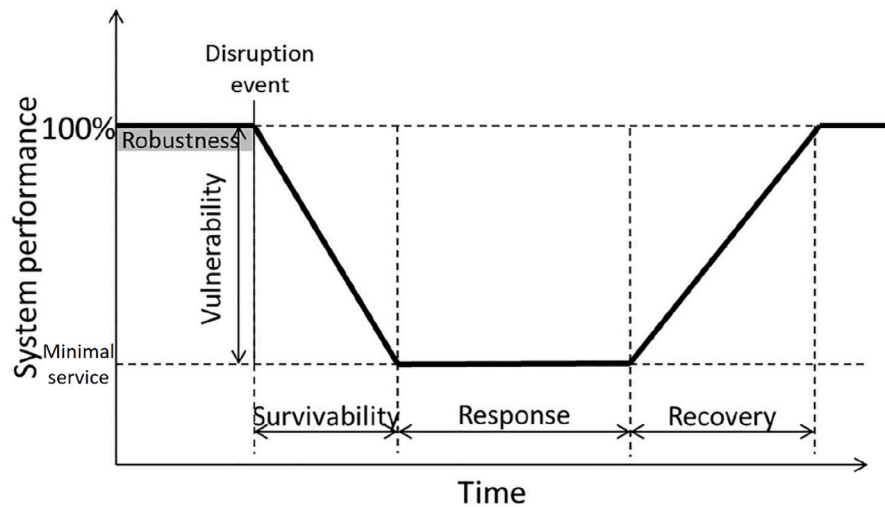 Disruption
event
100%
Robustness
System performance
Vulnerability
Minimal
service
Survivability
Response
Recovery
Time